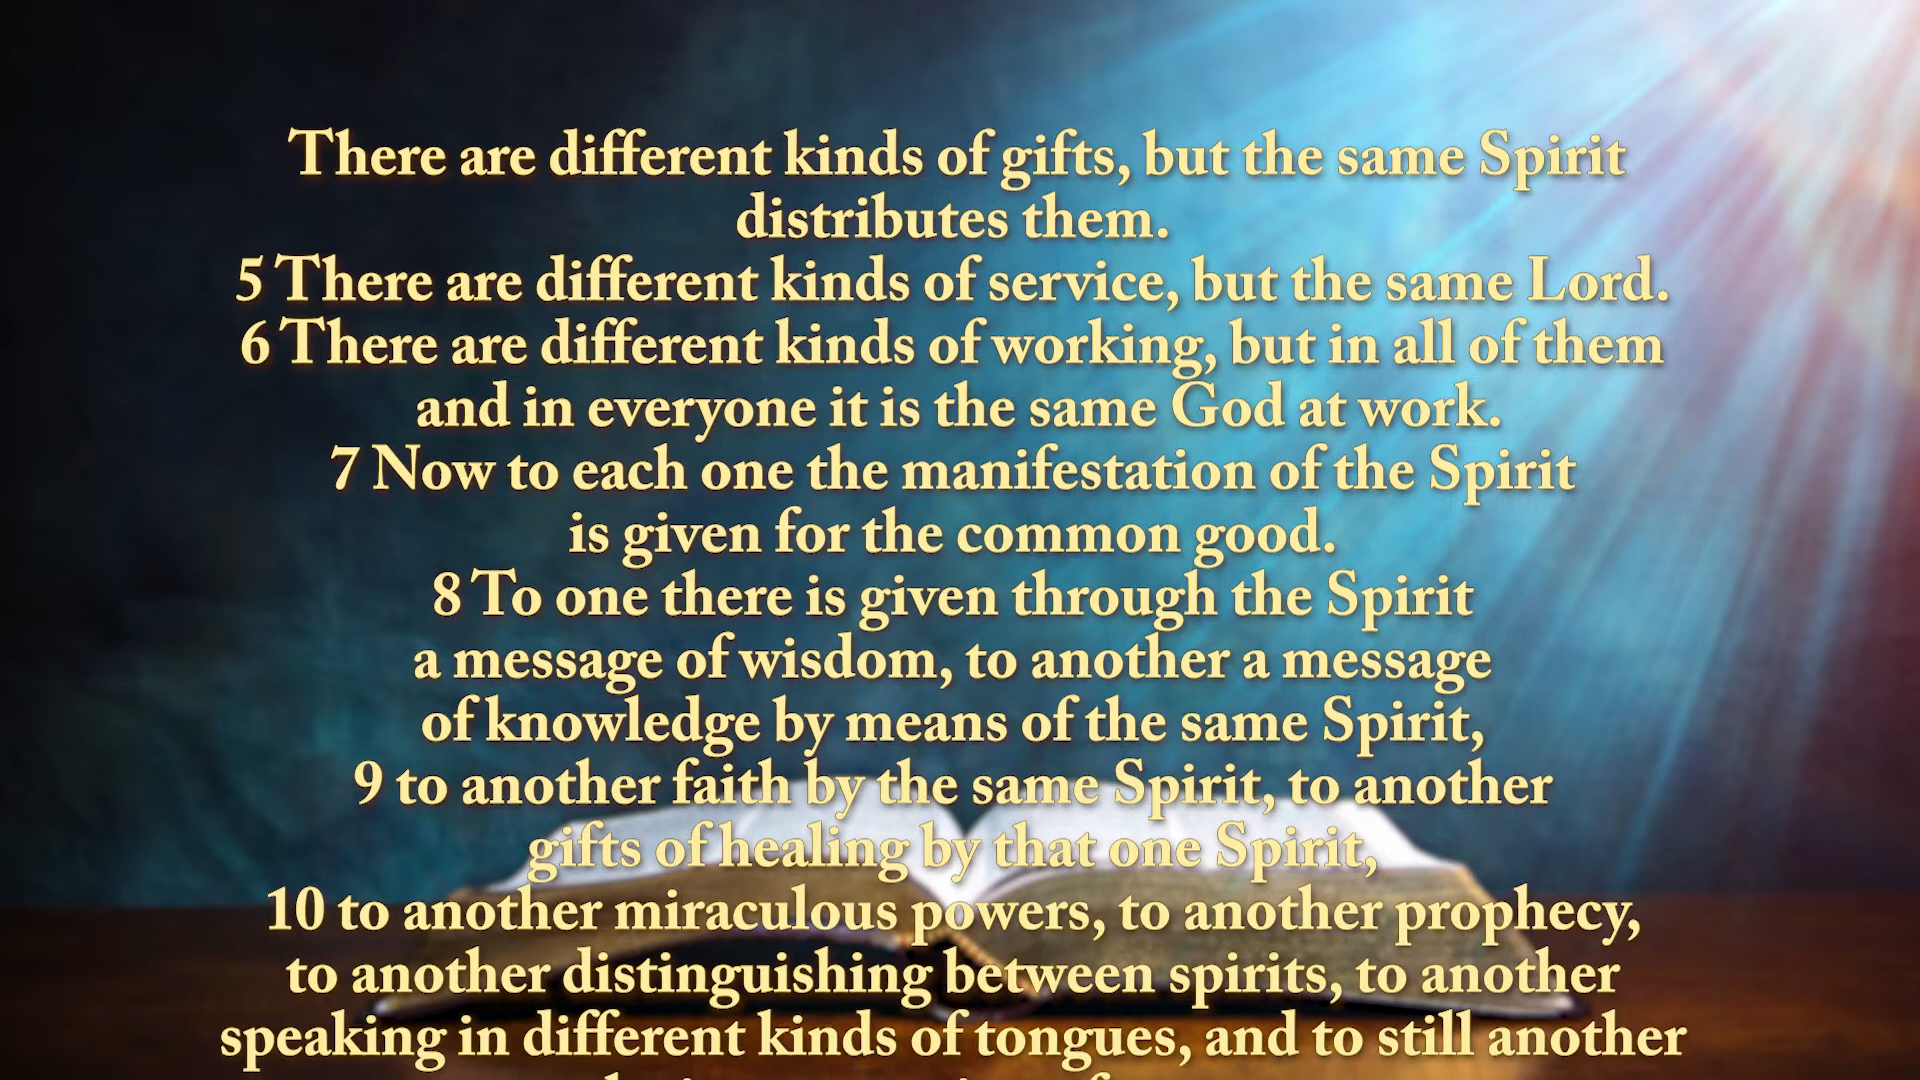 There are different kinds of gifts, but the same Spirit
distributes them.
5 There are different kinds of service, but the same Lord.
6 There are different kinds of working, but in all of them
and in everyone it is the same God at work.
7 Now to each one the manifestation of the Spirit
is given for the common good.
8 To one there is given through the Spirit
a message of wisdom, to another a message
of knowledge by means of the same Spirit,
9 to another faith by the same Spirit, to another
gifts of healing by that one Spirit,
10 to another miraculous powers, to another prophecy,
to another distinguishing between spirits, to another
speaking in different kinds of tongues, and to still another